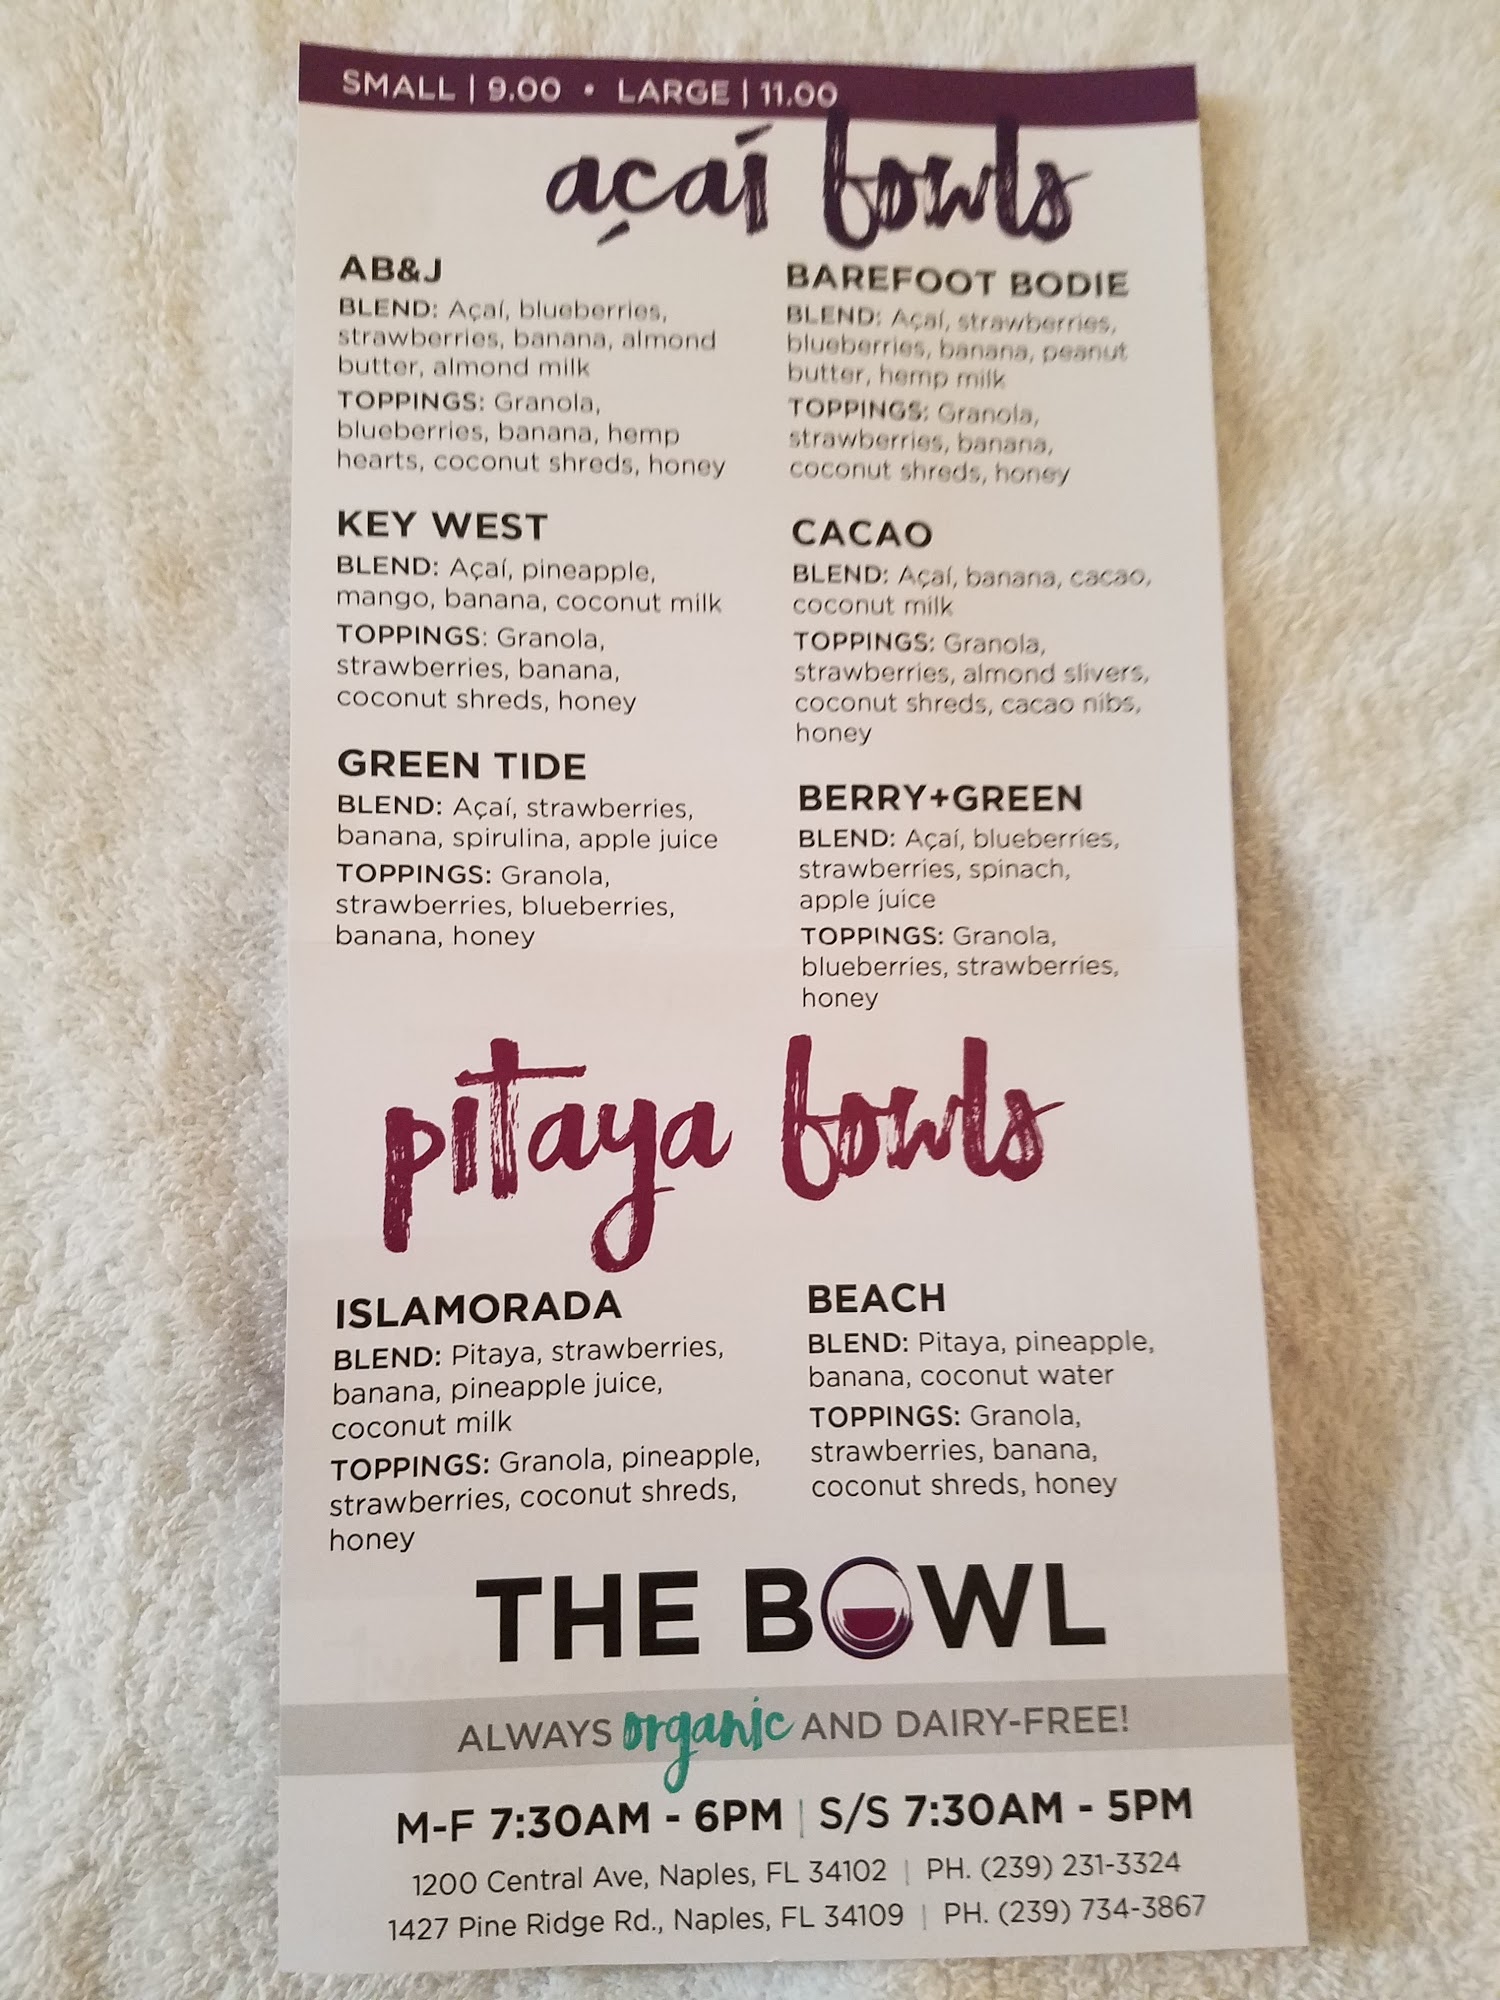 SMALL | 9.00 • LARGE | 11.00
açaí bowls
AB&J
BLEND: Açaí, blueberries,
strawberries, banana, almond
butter, almond milk
TOPPINGS: Granola,
blueberries, banana, hemp
hearts, coconut shreds, honey
KEY WEST
BLEND: Açaí, pineapple,
mango, banana, coconut milk
TOPPINGS: Granola,
strawberries, banana,
coconut shreds, honey
GREEN TIDE
BLEND: Açaí, strawberries,
banana, spirulina, apple juice
TOPPINGS: Granola,
strawberries, blueberries,
banana, honey
BAREFOOT BODIE
BLEND: Açaí, strawberries,
blueberries, banana, peanut
butter, hemp milk
TOPPINGS: Granola,
strawberries, banana,
coconut shreds, honey
CACAO
BLEND: Açaí, banana, cacao,
coconut milk
TOPPINGS: Granola,
strawberries, almond slivers,
coconut shreds, cacao nibs,
honey
BERRY+GREEN
BLEND: Açaí, blueberries,
strawberries, spinach,
apple juice
TOPPINGS: Granola,
blueberries, strawberries,
honey
pitaya bowls
ISLAMORADA
BLEND: Pitaya, strawberries,
banana, pineapple juice,
coconut milk
TOPPINGS: Granola, pineapple,
strawberries, coconut shreds,
honey
BEACH
BLEND: Pitaya, pineapple,
banana, coconut water
TOPPINGS: Granola,
strawberries, banana,
coconut shreds, honey
THE BOWL
ALWAYS organic AND DAIRY-FREE!
M-F 7:30AM - 6PM | S/S 7:30AM - 5PM
1200 Central Ave, Naples, FL 34102 | PH. (239) 231-3324
1427 Pine Ridge Rd., Naples, FL 34109 | PH. (239) 734-3867